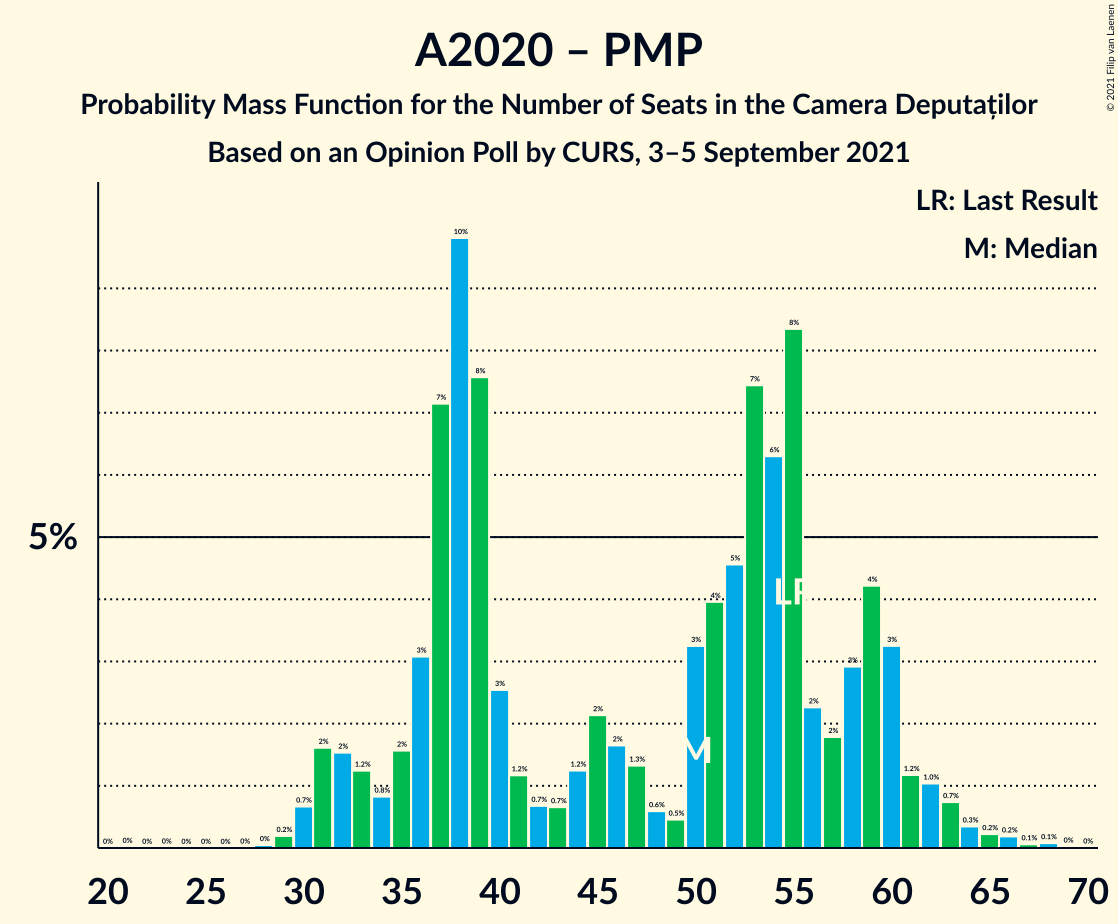 © 2021 Filip van Laenen
A2020 – PMP
Probability Mass Function for the Number of Seats in the Camera Deputaților
Based on an Opinion Poll by CURS, 3–5 September 2021
LR: Last Result
M: Median
5%
0% 0% 0% 0% 0% 0% 0% 0% 0% 0.2% 0.7% 2% 2% 1.2% 0.8% 2% 3% 7% 10% 8% 3% 1.2% 0.7% 0.7% 1.2% 2% 2% 1.3% 0.6% 0.5% 3% 4% 5% 7% 6% 8% 2% 2% 3% 4% 3% 1.2% 1.0% 0.7% 0.3% 0.2% 0.2% 0.1% 0.1% 0% 0%
LR
M
20 25 30 35 40 45 50 55 60 65 70